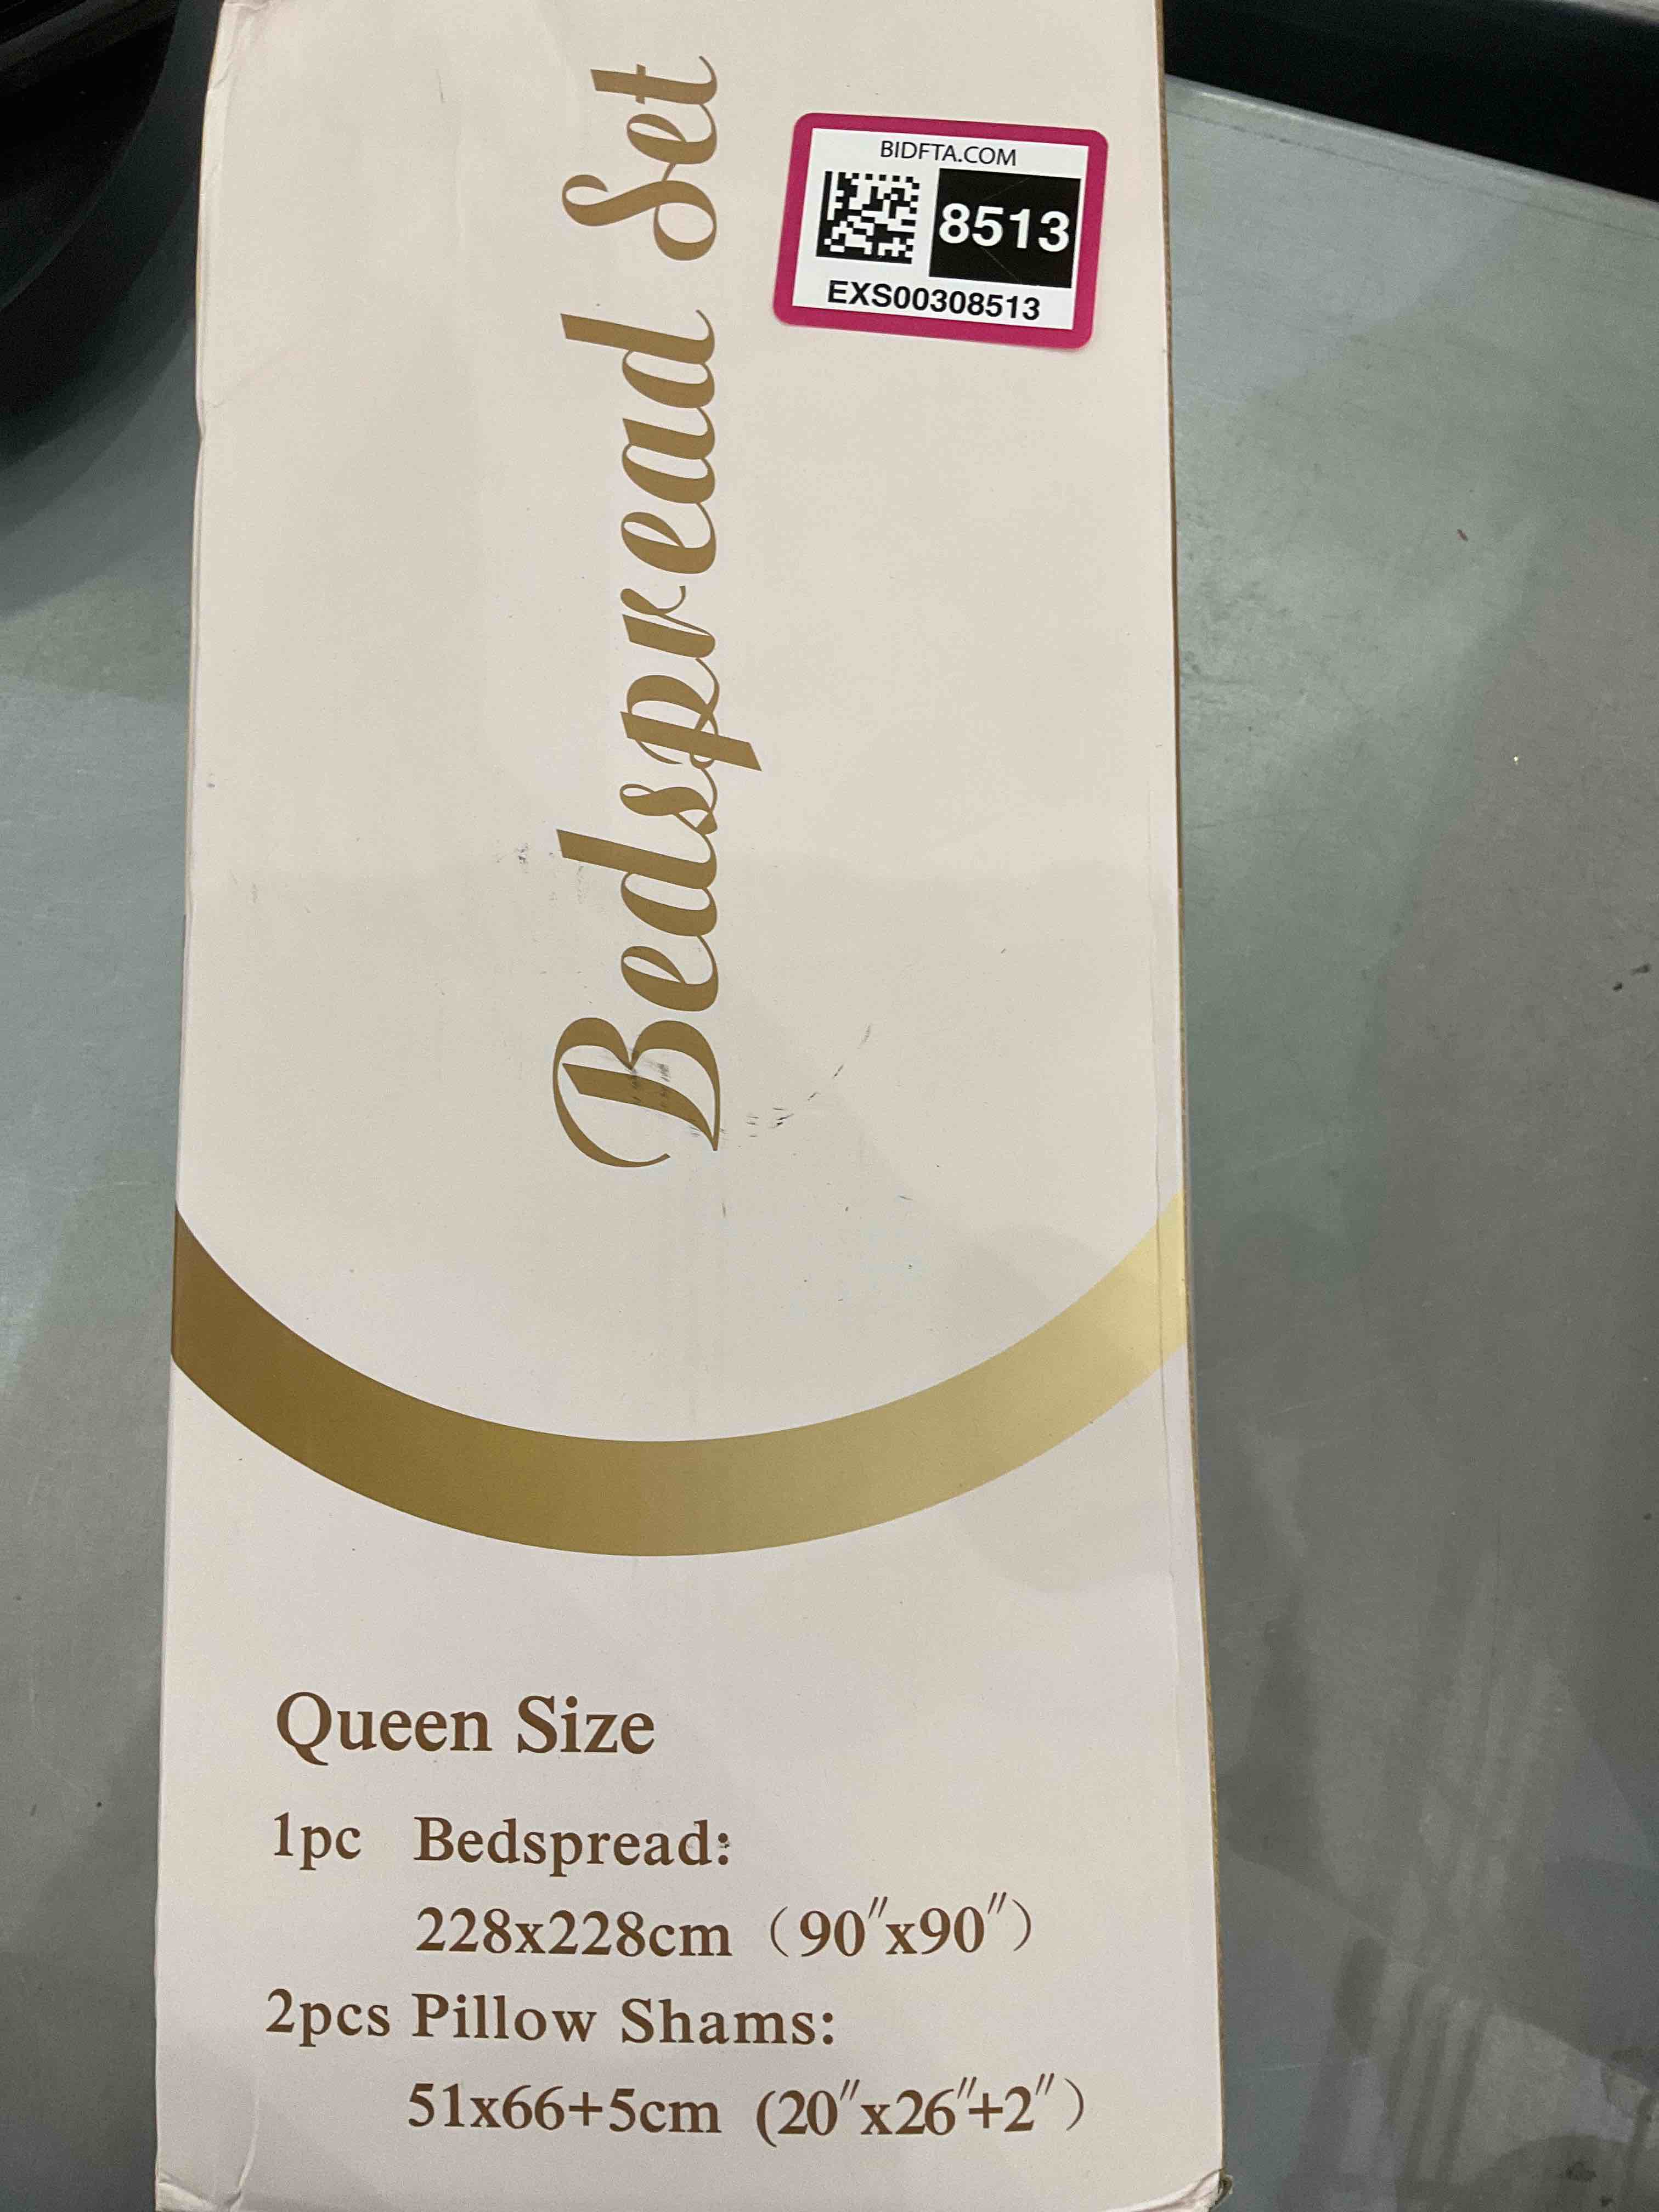 Bedspread Set
BIDFTA.COM
8513
EXS00308513
Queen Size
1pc Bedspread:
228x228cm（90″x90″）
2pcs Pillow Shams:
51x66+5cm (20″x26″+2″）